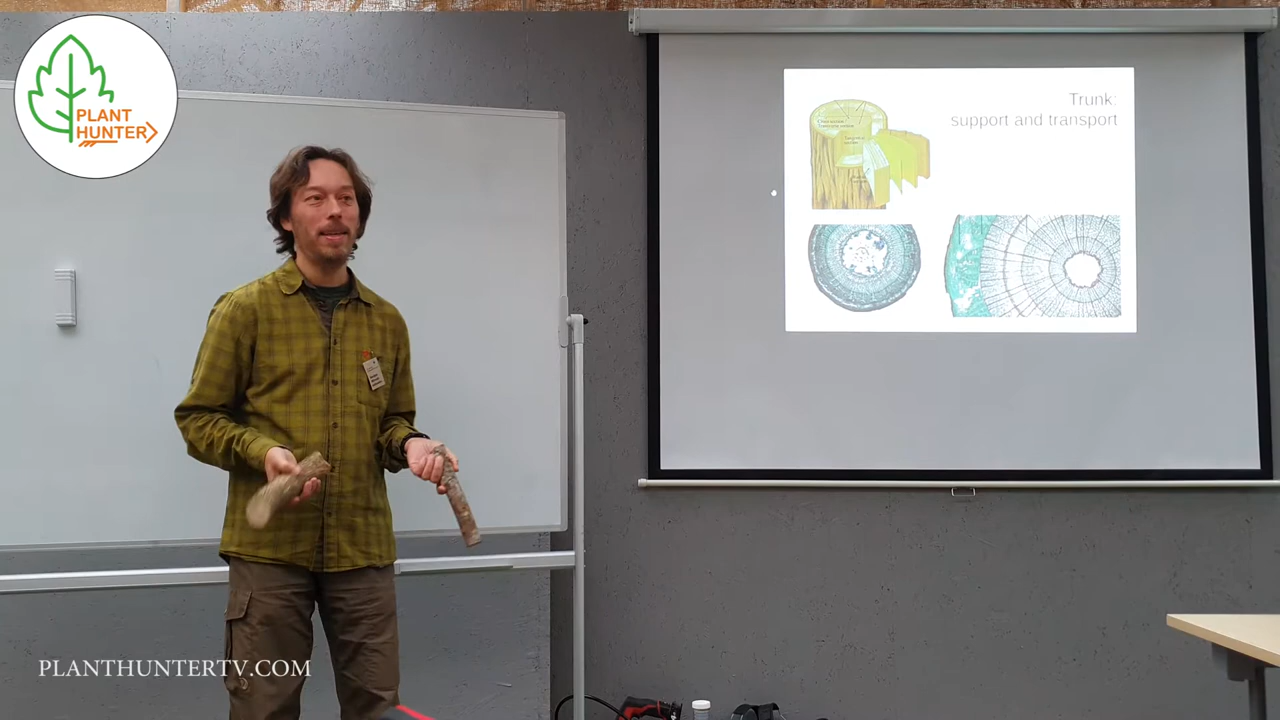 PLANT
HUNTER
Trunk:
support and transport
PLANTHUNTERTV.COM